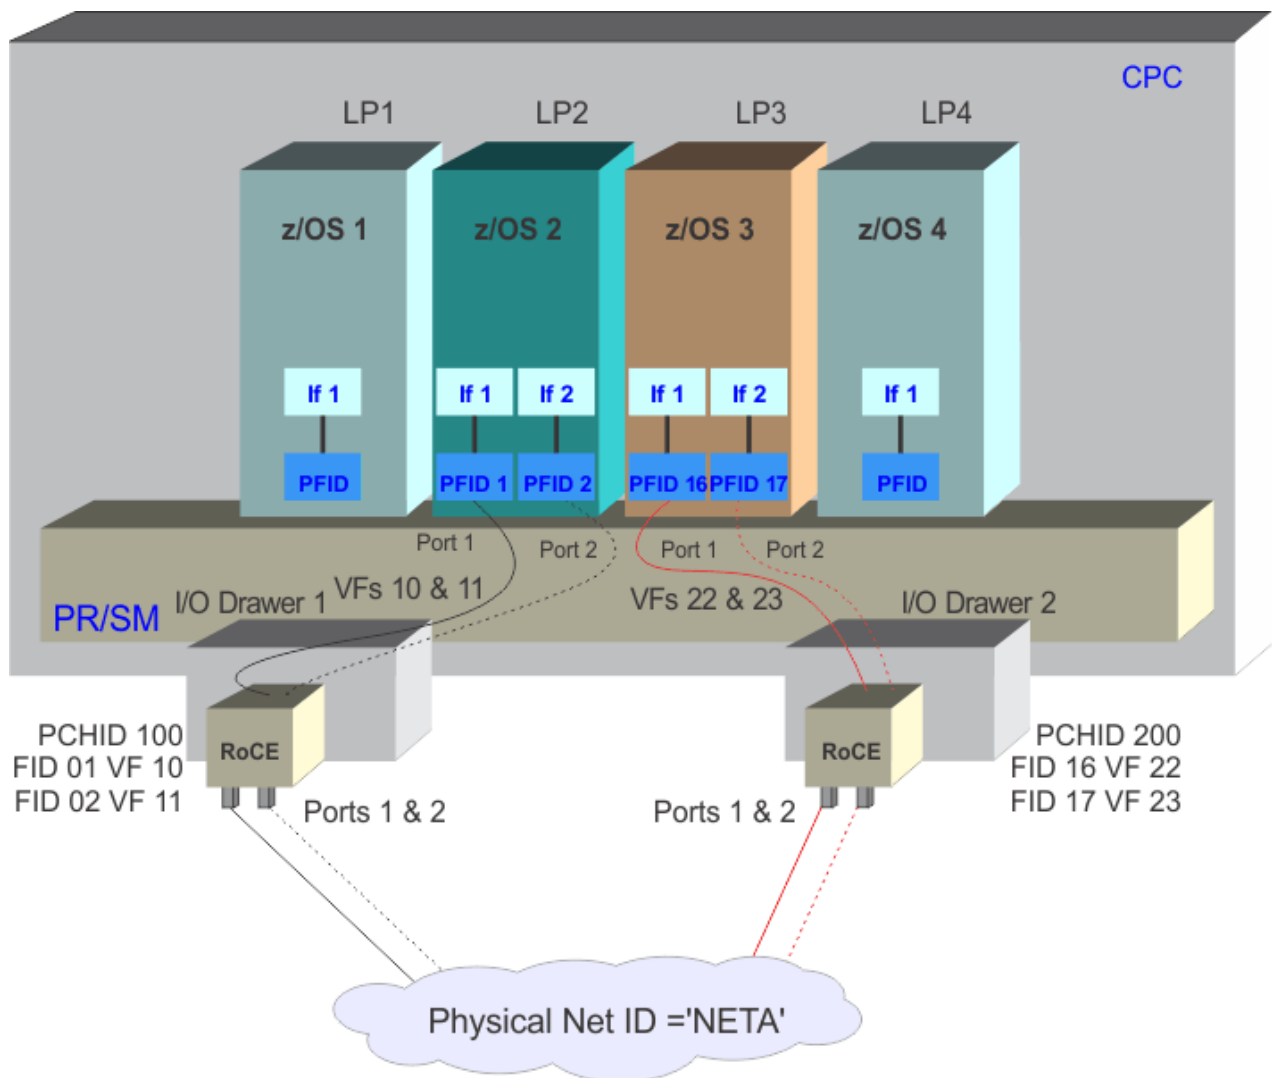 CPC
LP1
LP2
LP3
LP4
z/OS 1
z/OS 2
z/OS 3
z/OS 4
If 1
If 1
If 2
If 1
If 2
If 1
PFID
PFID 1
PFID 2
PFID 16
PFID 17
PFID
Port 1
Port 2
Port 1
Port 2
VFs 10 & 11
VFs 22 & 23
I/O Drawer 1
I/O Drawer 2
PR/SM
PCHID 100
FID 01 VF 10
FID 02 VF 11
RoCE
Ports 1 & 2
RoCE
Ports 1 & 2
PCHID 200
FID 16 VF 22
FID 17 VF 23
Physical Net ID ='NETA'